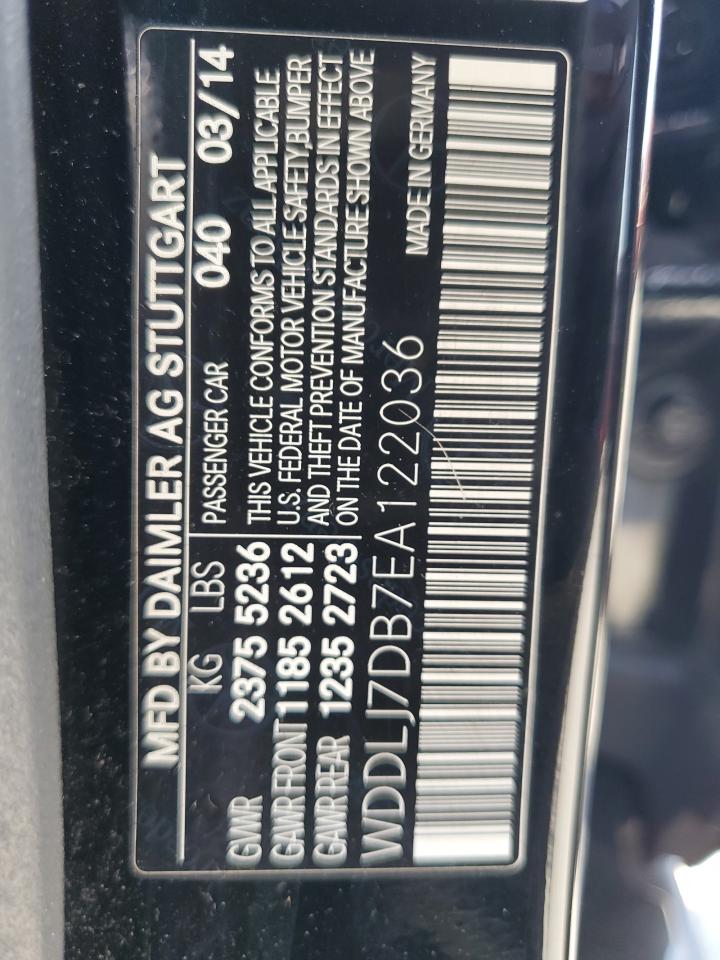 MFD BY DAIMLER AG STUTTGART
KG LBS PASSENGER CAR 040 03/14
GWR 2375 5236 THIS VEHICLE CONFORMS TO ALL APPLICABLE
GAWR FRONT 1185 2612 U.S. FEDERAL MOTOR VEHICLE SAFETY,BUMPER
GAWR REAR 1235 2723 AND THEFT PREVENTION STANDARDS IN EFFECT
ON THE DATE OF MANUFACTURE SHOWN ABOVE
WDDLJ7DB7EA122036 MADE IN GERMANY